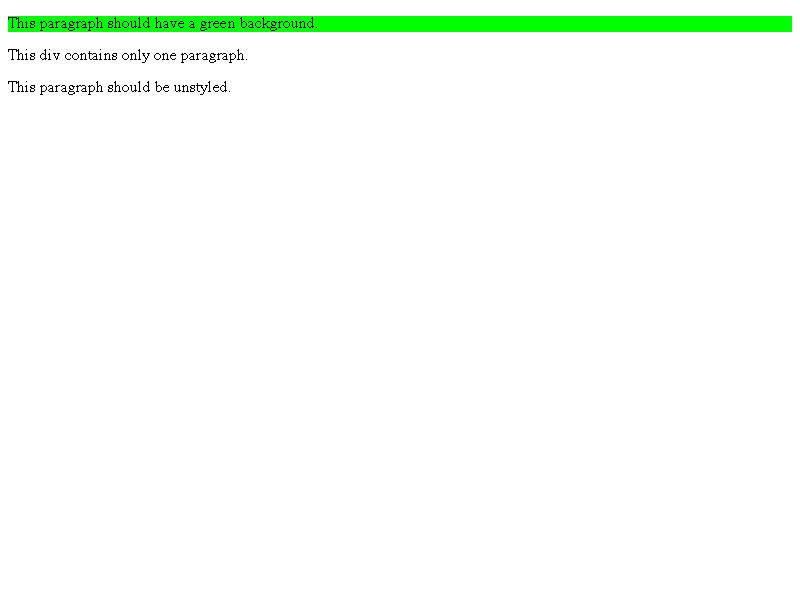 This paragraph should have a green background.
This div contains only one paragraph.
This paragraph should be unstyled.